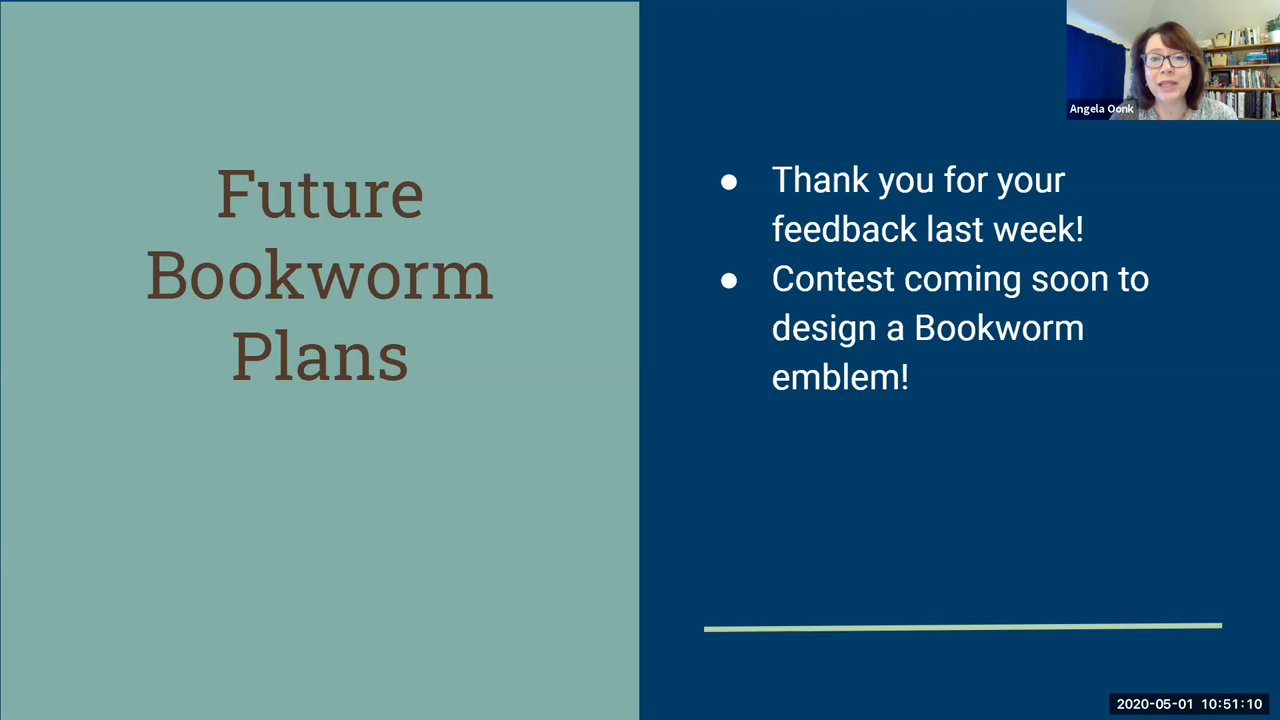 Future
Bookworm
Plans
Angela Oonk
● Thank you for your
feedback last week!
● Contest coming soon to
design a Bookworm
emblem!
2020-05-01 10:51:10